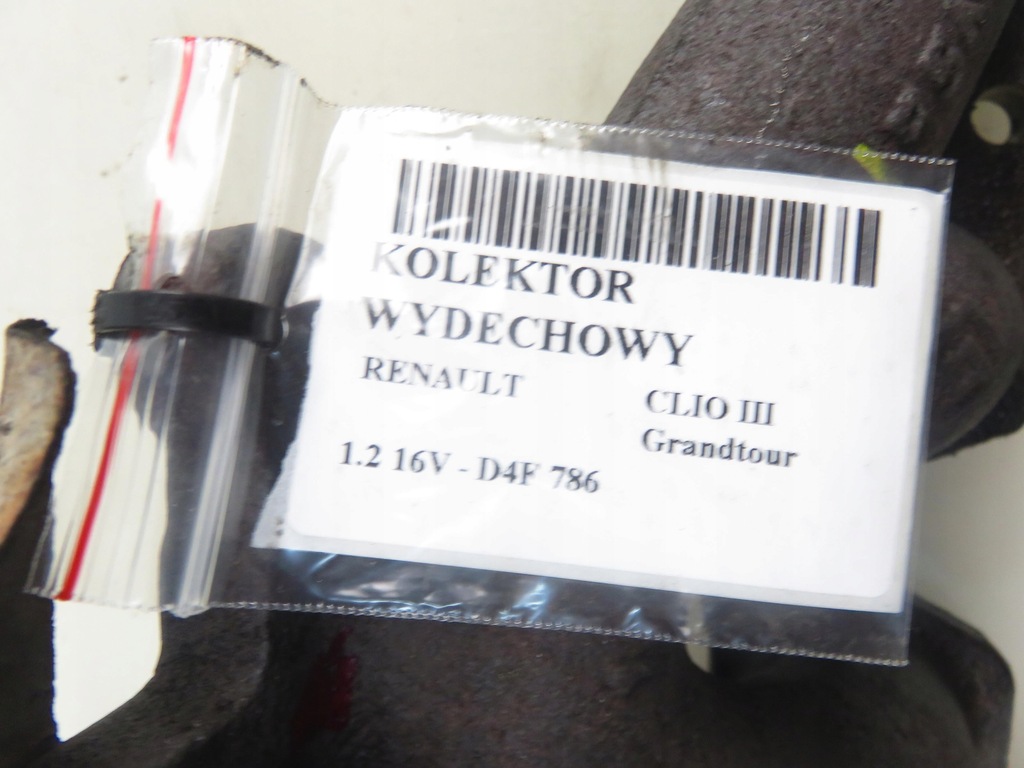 KOLEKTOR
WYDECHOWY
RENAULT
CLIO III
Grandtour
1.2 16V - D4F 786